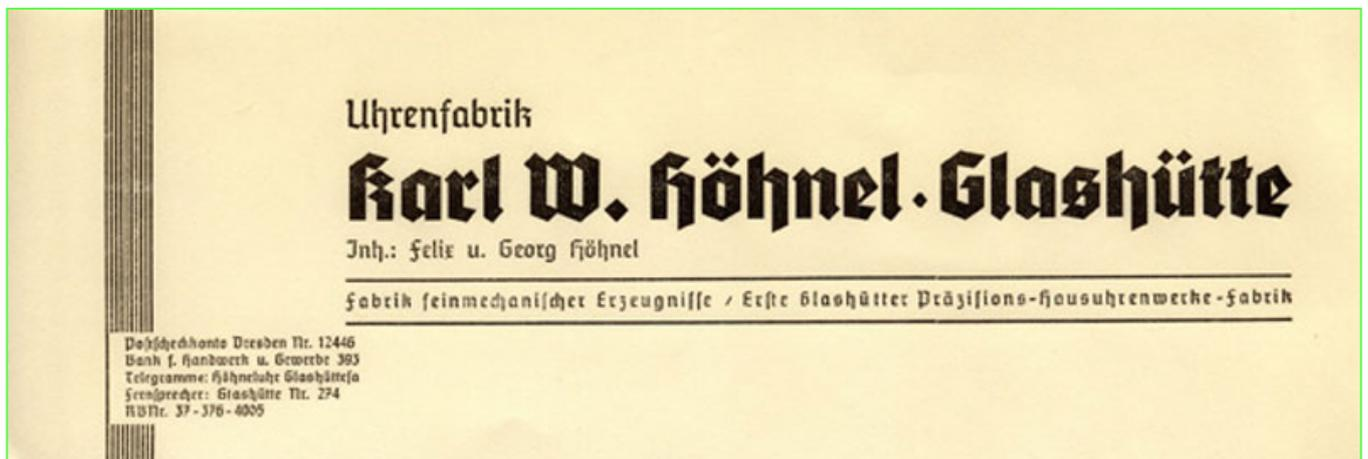 Uhrenfabrik
Karl W. Höhnel · Glashütte
Inh.: Felix u. Georg Höhnel
Fabrik feinmechaniſcher Erzeugniſſe / Erſte Glashütter Präziſions-Hausuhrenwerke-Fabrik
Poſtſcheckkonto Dresden Nr. 12446
Bank f. Handwerk u. Gewerbe 393
Telegramme: Höhneluhr Glashütteſa
Fernſprecher: Glashütte Nr. 274
RBNr. 37-376-4005